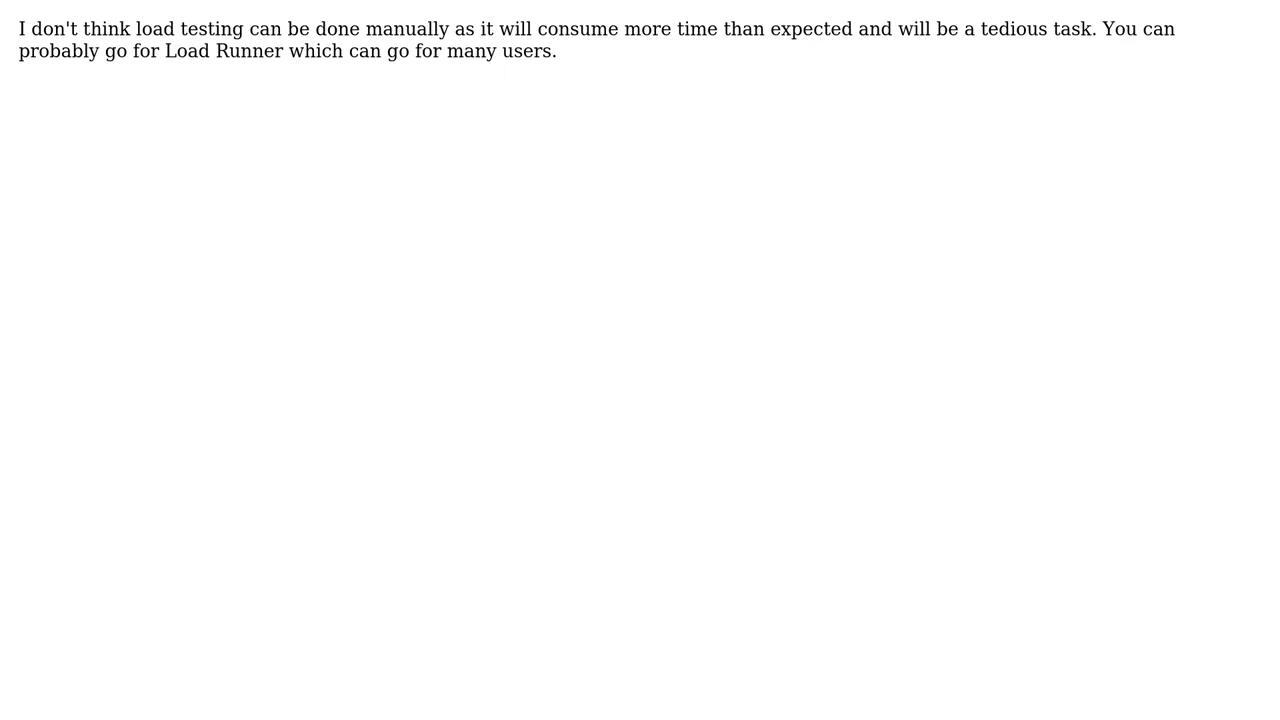 I don't think load testing can be done manually as it will consume more time than expected and will be a tedious task. You can
probably go for Load Runner which can go for many users.